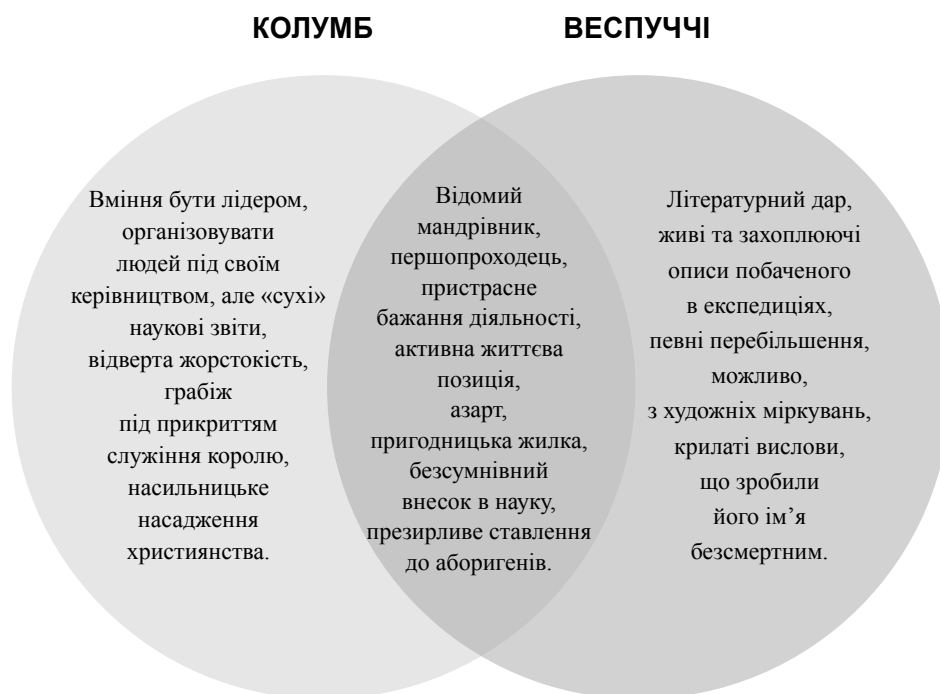 КОЛУМБ
ВЕСПУЧЧІ
Вміння бути лідером,
організовувати
людей під своїм
керівництвом, але «сухі»
наукові звіти,
відверта жорстокість,
грабіж
під прикриттям
служіння королю,
насильницьке
насадження
християнства.
Відомий
мандрівник,
першопроходець,
пристрасне
бажання діяльності,
активна життєва
позиція,
азарт,
пригодницька жилка,
безсумнівний
внесок в науку,
презирливе ставлення
до аборигенів.
Літературний дар,
живі та захоплюючі
описи побаченого
в експедиціях,
певні перебільшення,
можливо,
з художніх міркувань,
крилаті вислови,
що зробили
його ім’я
безсмертним.